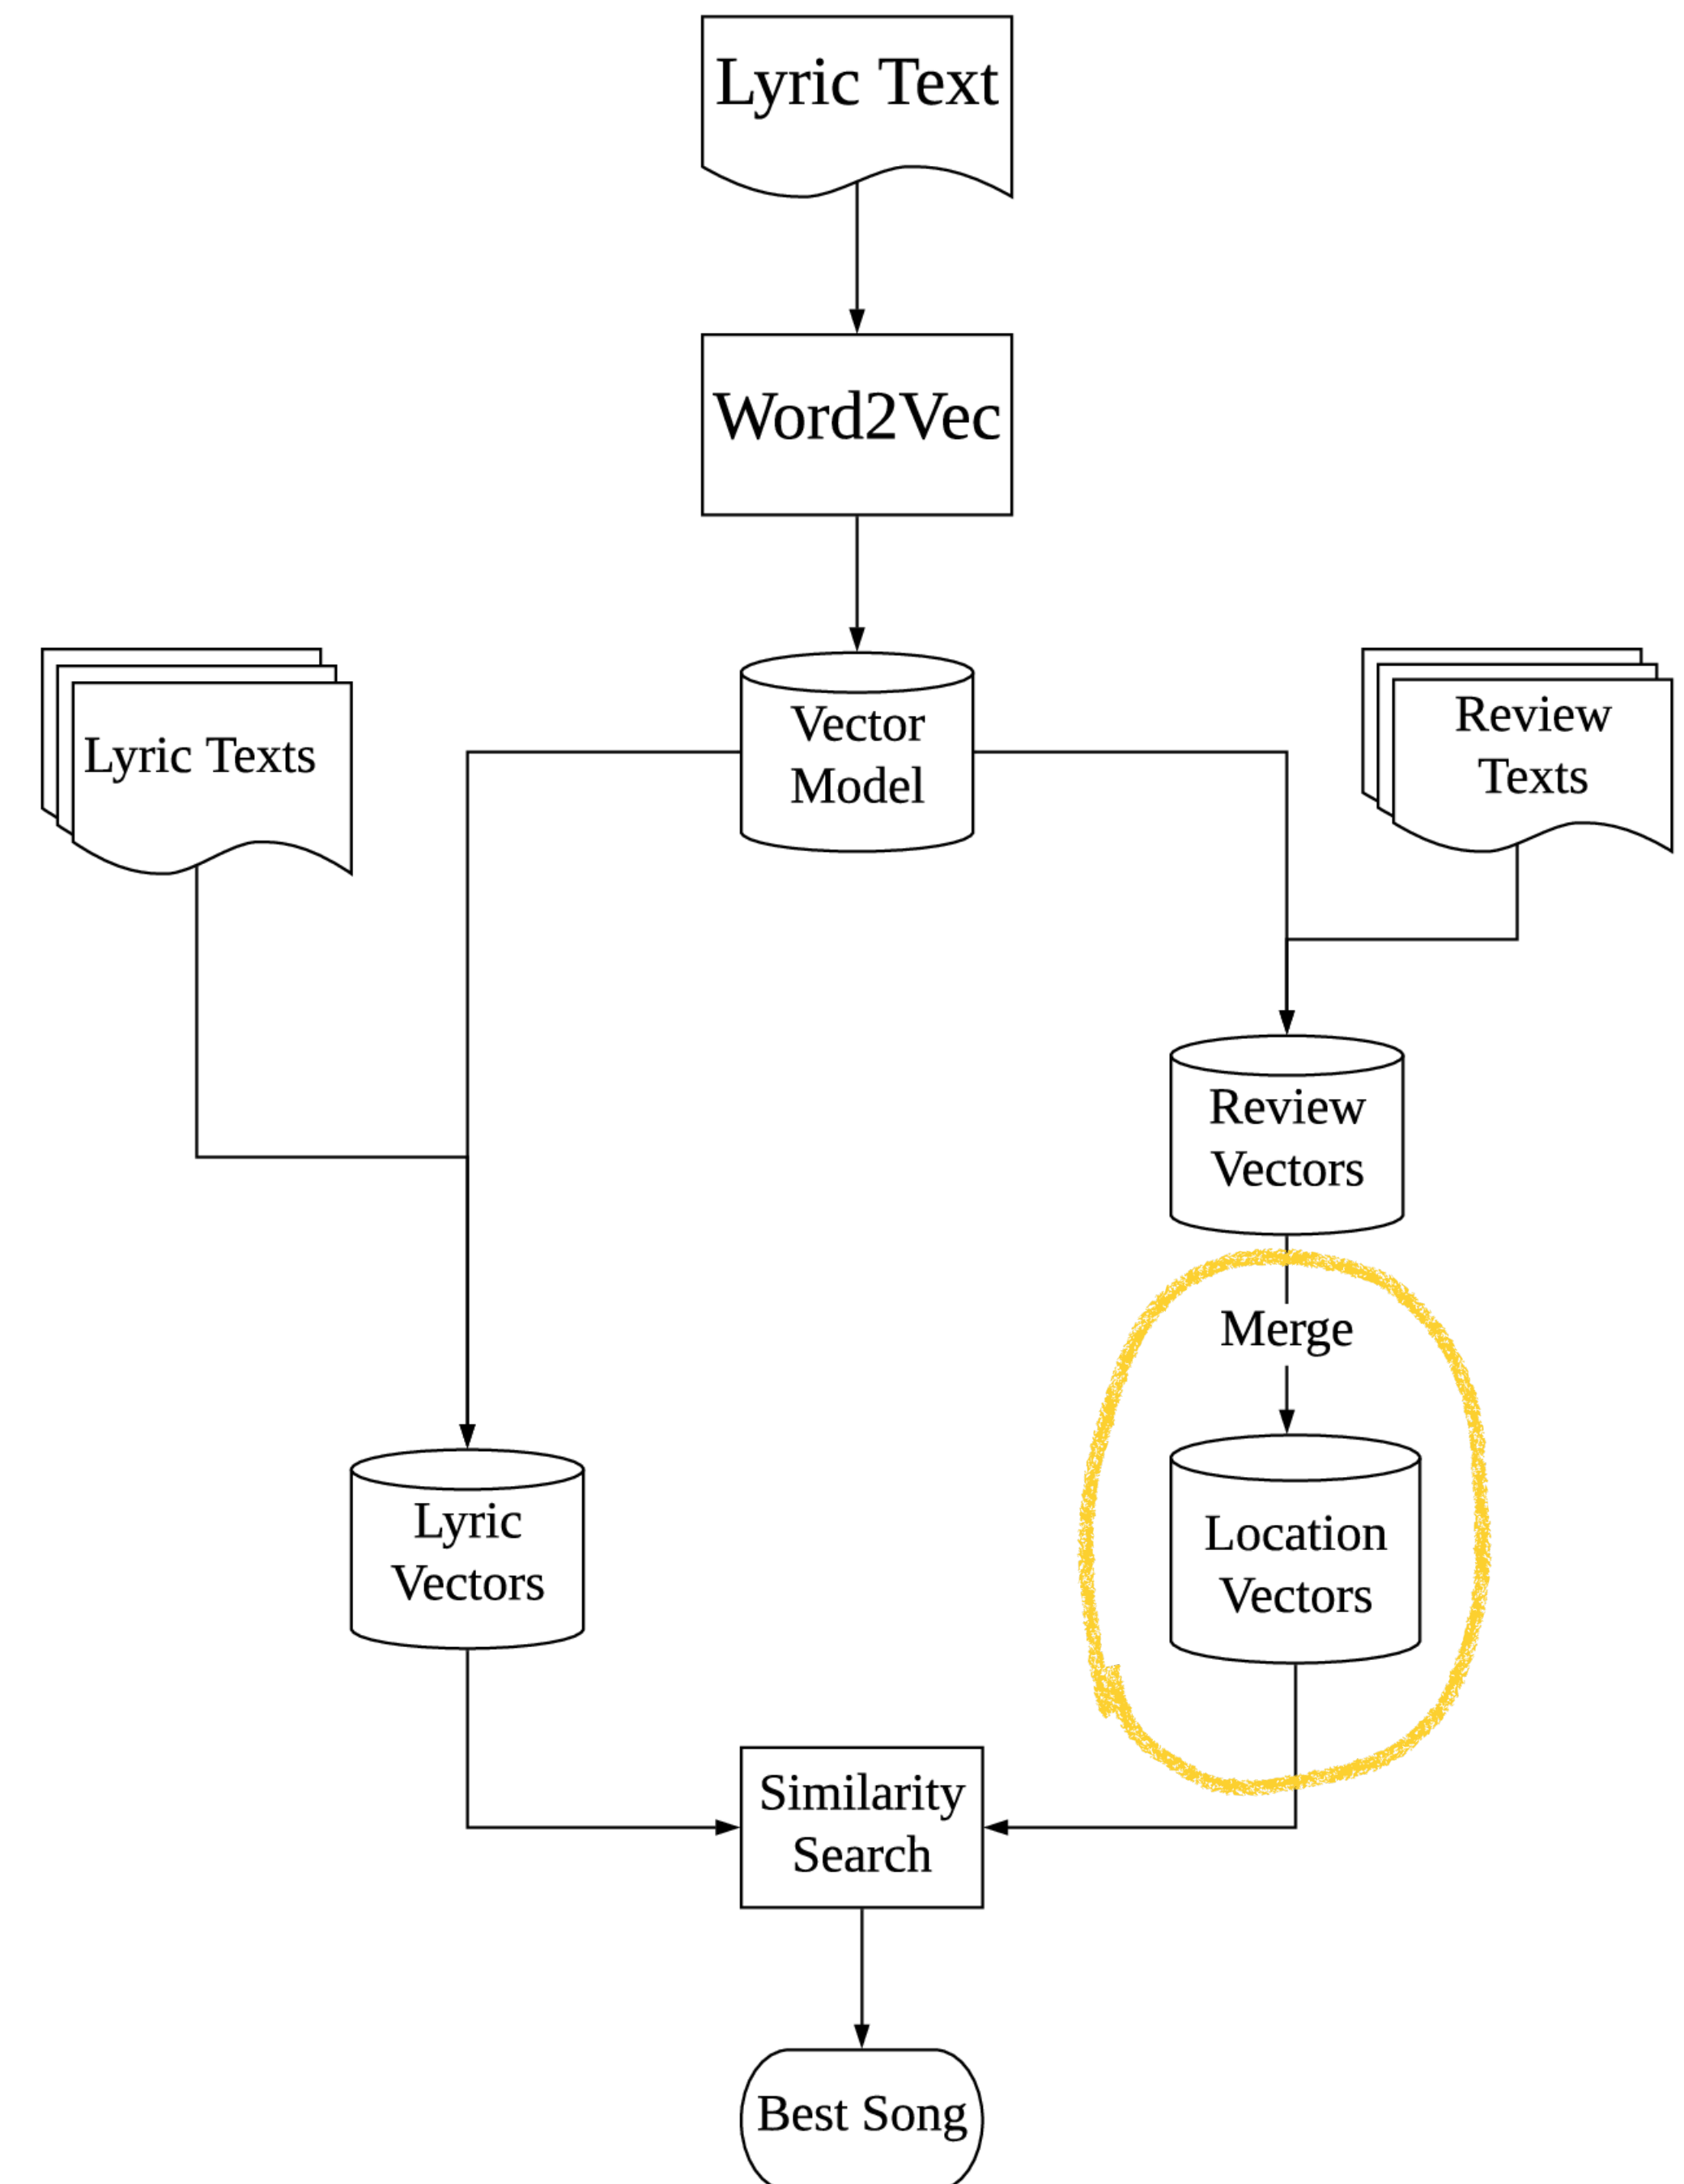 Lyric Text
Word2Vec
Lyric Texts
Vector
Model
Review
Texts
Review
Vectors
Merge
Lyric
Vectors
Location
Vectors
Similarity
Search
Best Song